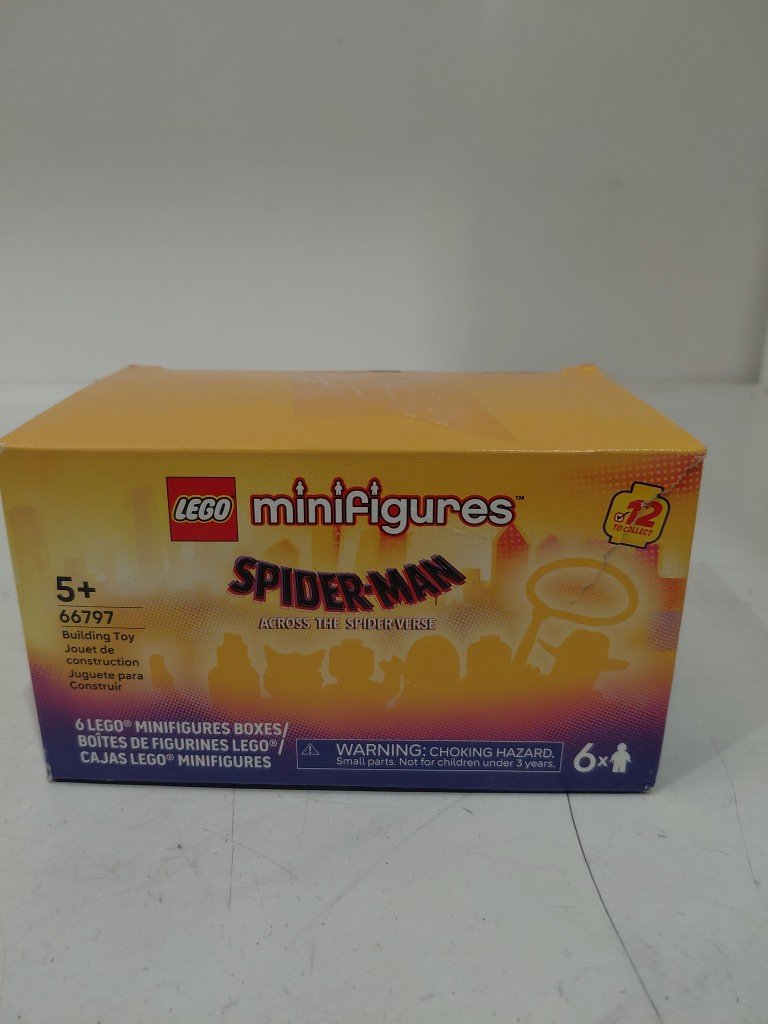 LEGO minifigures™
12
TO COLLECT
SPIDER-MAN
ACROSS THE SPIDER-VERSE
5+
66797
Building Toy
Jouet de
construction
Juguete para
Construir
6 LEGO® MINIFIGURES BOXES/
BOÎTES DE FIGURINES LEGO®/
CAJAS LEGO® MINIFIGURES
WARNING: CHOKING HAZARD.
Small parts. Not for children under 3 years.
6x